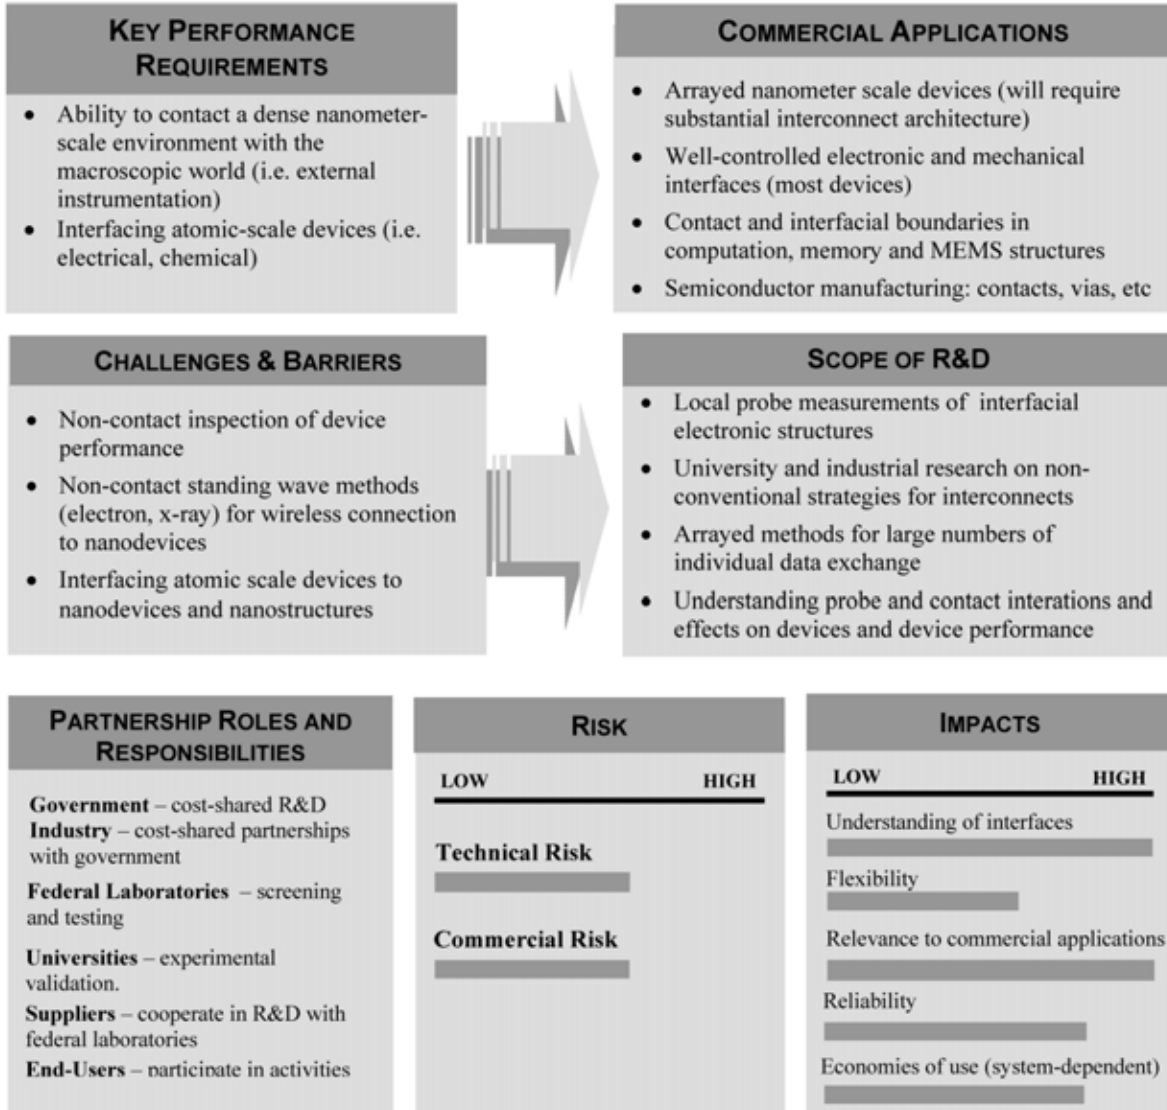 KEY PERFORMANCE
REQUIREMENTS
• Ability to contact a dense nanometer-
scale environment with the
macroscopic world (i.e. external
instrumentation)
• Interfacing atomic-scale devices (i.e.
electrical, chemical)
COMMERCIAL APPLICATIONS
• Arrayed nanometer scale devices (will require
substantial interconnect architecture)
• Well-controlled electronic and mechanical
interfaces (most devices)
• Contact and interfacial boundaries in
computation, memory and MEMS structures
• Semiconductor manufacturing: contacts, vias, etc
CHALLENGES & BARRIERS
• Non-contact inspection of device
performance
• Non-contact standing wave methods
(electron, x-ray) for wireless connection
to nanodevices
• Interfacing atomic scale devices to
nanodevices and nanostructures
SCOPE OF R&D
• Local probe measurements of interfacial
electronic structures
• University and industrial research on non-
conventional strategies for interconnects
• Arrayed methods for large numbers of
individual data exchange
• Understanding probe and contact interations and
effects on devices and device performance
PARTNERSHIP ROLES AND
RESPONSIBILITIES
Government – cost-shared R&D
Industry – cost-shared partnerships
with government
Federal Laboratories – screening
and testing
Universities – experimental
validation.
Suppliers – cooperate in R&D with
federal laboratories
End-Users – participate in activities
RISK
LOW HIGH
Technical Risk
Commercial Risk
IMPACTS
LOW HIGH
Understanding of interfaces
Flexibility
Relevance to commercial applications
Reliability
Economies of use (system-dependent)